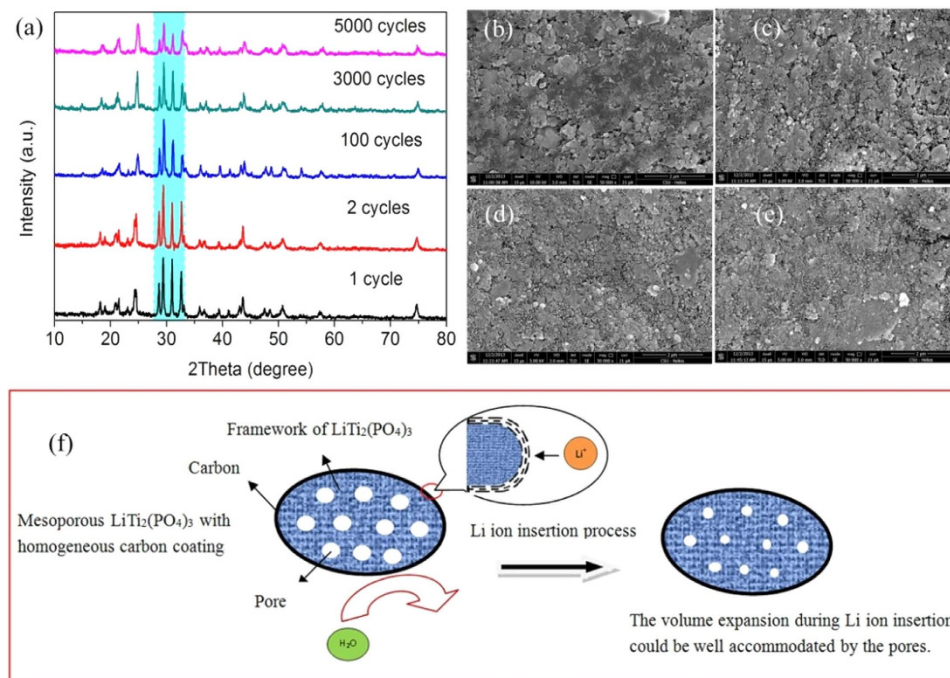 (a)
5000 cycles
3000 cycles
100 cycles
2 cycles
1 cycle
Intensity (a.u.)
10 20 30 40 50 60 70 80
2Theta (degree)
(b)
(c)
(d)
(e)
(f)
Framework of LiTi₂(PO₄)₃
Carbon
Mesoporous LiTi₂(PO₄)₃ with
homogeneous carbon coating
Pore
H₂O
Li⁺
Li ion insertion process
The volume expansion during Li ion insertion
could be well accommodated by the pores.